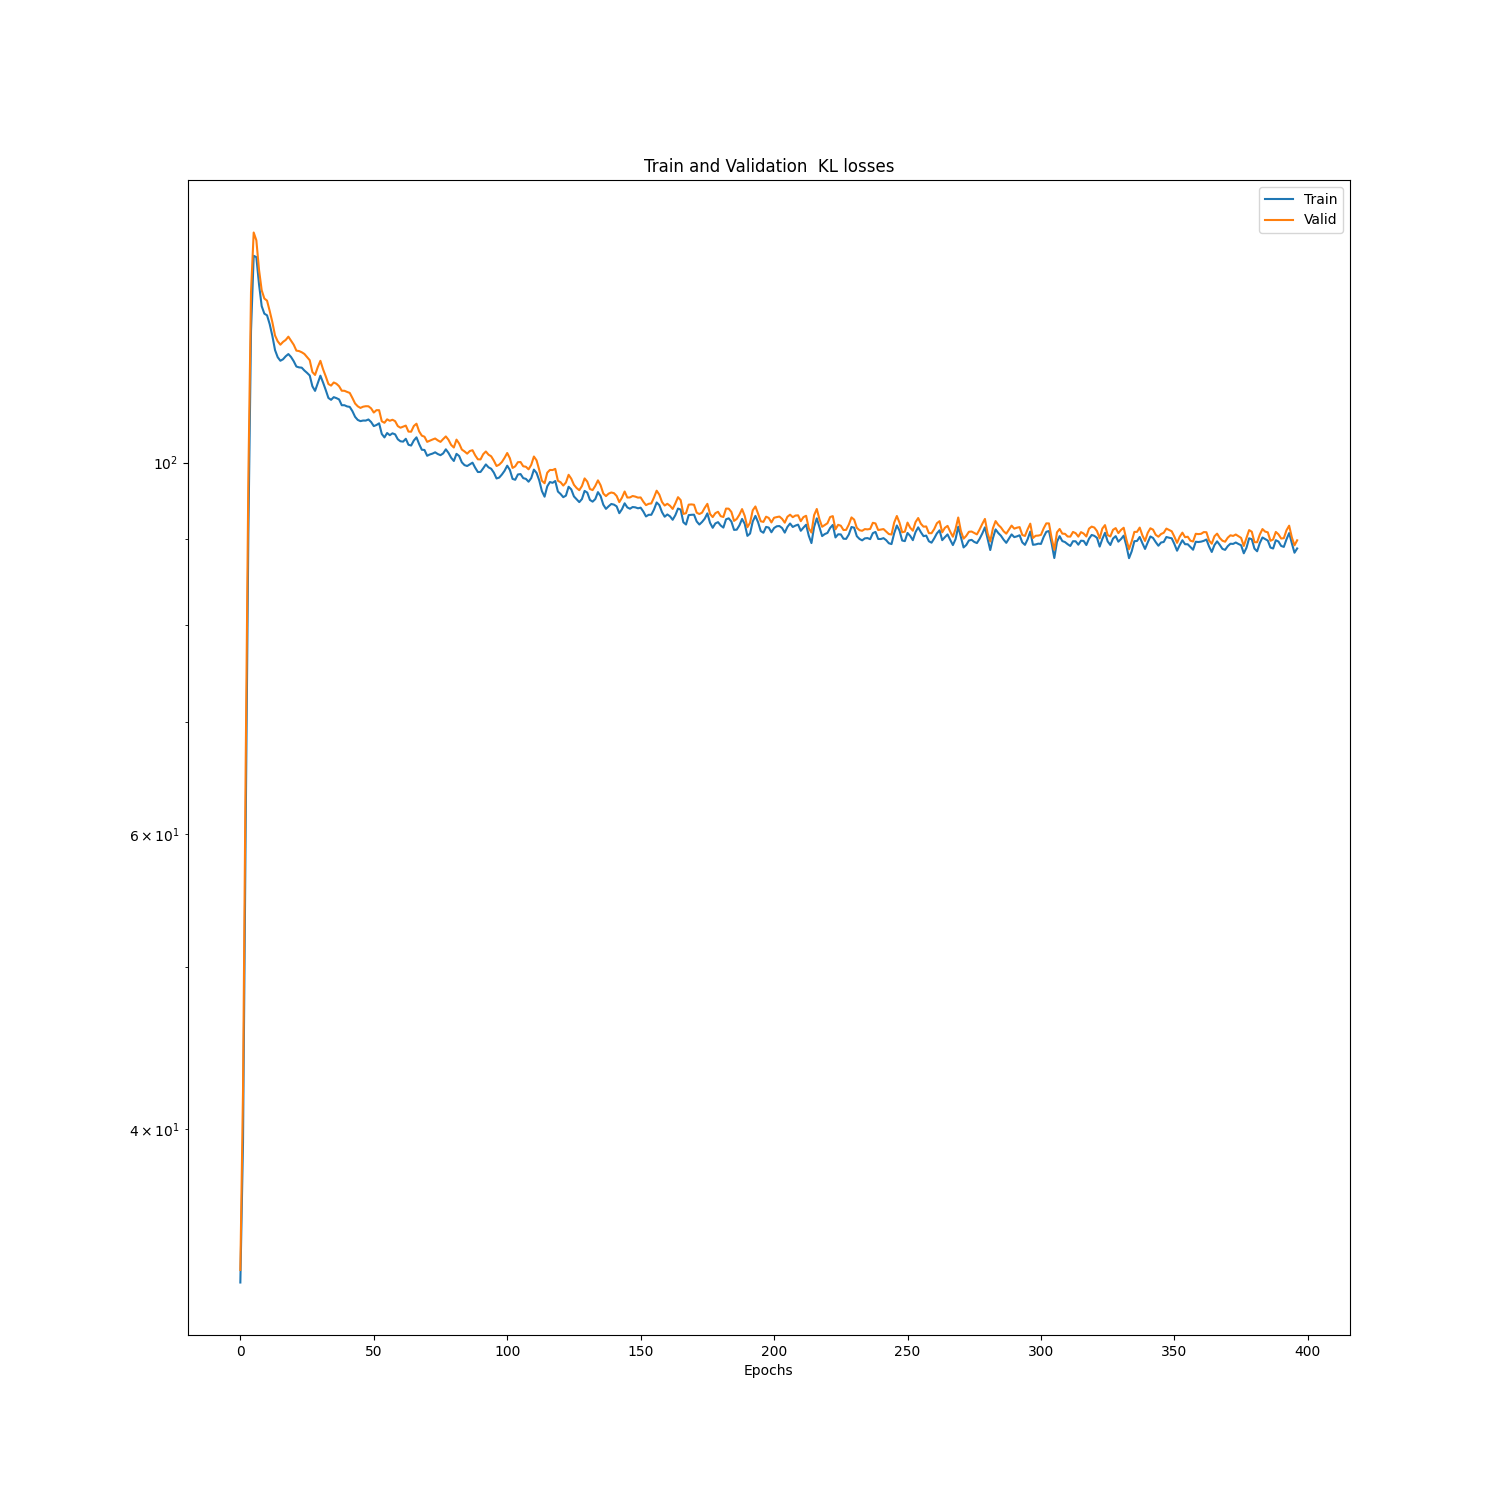 Train and Validation  KL losses
Train
Valid
10²
6 × 10¹
4 × 10¹
0 50 100 150 200 250 300 350 400
Epochs